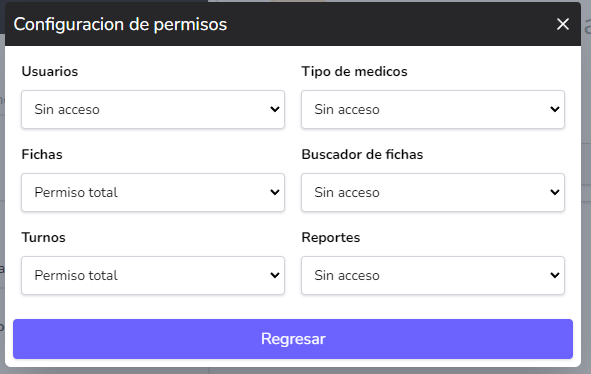 Configuracion de permisos
Usuarios
Tipo de medicos
Sin acceso
Sin acceso
Fichas
Buscador de fichas
Permiso total
Sin acceso
Turnos
Reportes
Permiso total
Sin acceso
Regresar